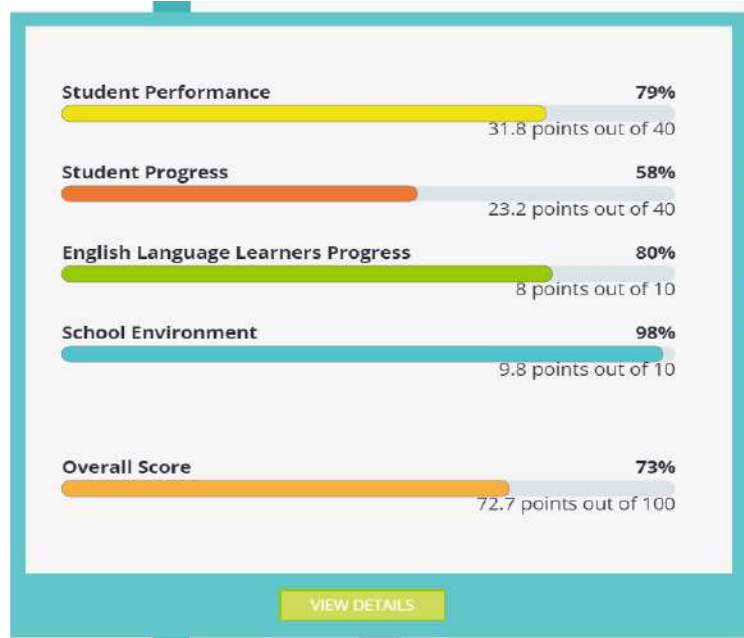 Student Performance 79%
31.8 points out of 40
Student Progress 58%
23.2 points out of 40
English Language Learners Progress 80%
8 points out of 10
School Environment 98%
9.8 points out of 10
Overall Score 73%
72.7 points out of 100
VIEW DETAILS